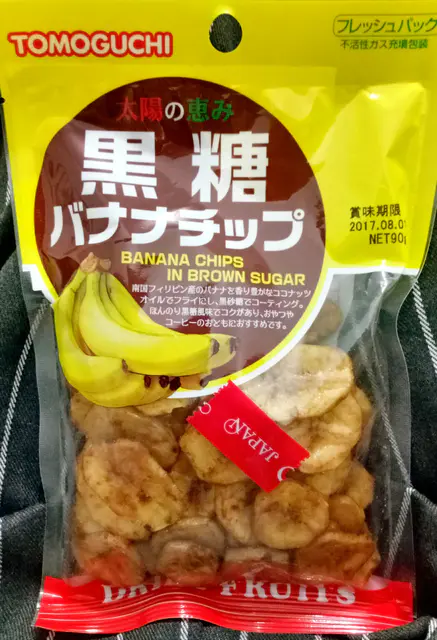 TOMOGUCHI
フレッシュパック
不活性ガス充填包装
太陽の恵み
黒糖
バナナチップ
BANANA CHIPS
IN BROWN SUGAR
南国フィリピン産のバナナを香り豊かなココナッツ
オイルでフライにし、黒砂糖でコーティング。
ほんのり黒糖風味でコクがあり、おやつや
コーヒーのおともにおすすめです。
賞味期限
2017.08.0
NET90g
JAPAN
FRUITS